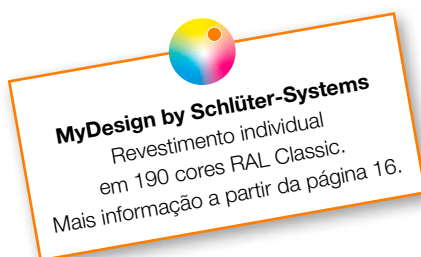 MyDesign by Schlüter-Systems
Revestimento individual
em 190 cores RAL Classic.
Mais informação a partir da página 16.